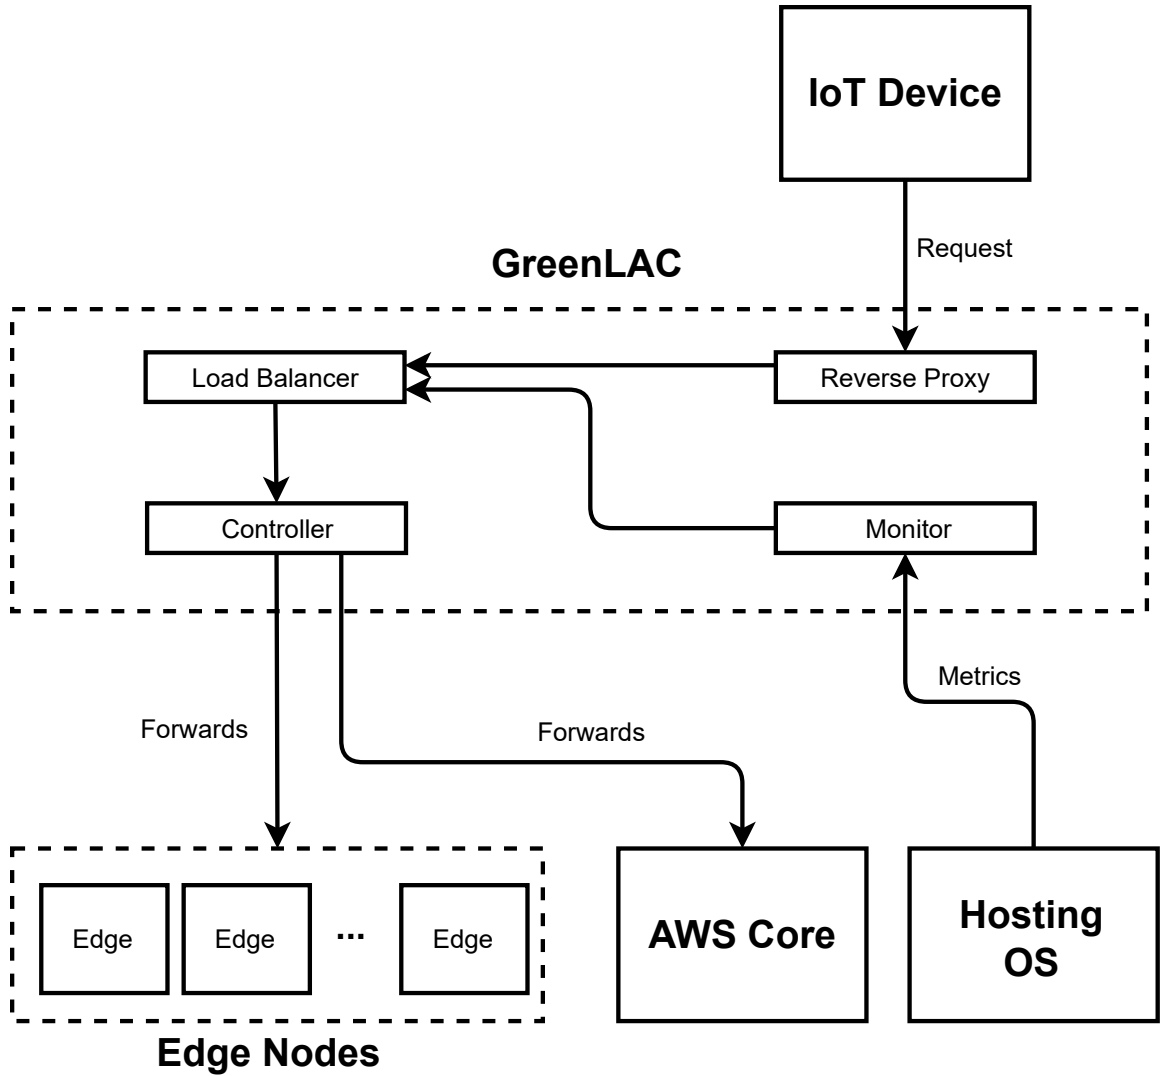 IoT Device
Request
GreenLAC
Load Balancer
Reverse Proxy
Controller
Monitor
Metrics
Forwards
Forwards
Edge
Edge
...
Edge
AWS Core
Hosting
OS
Edge Nodes